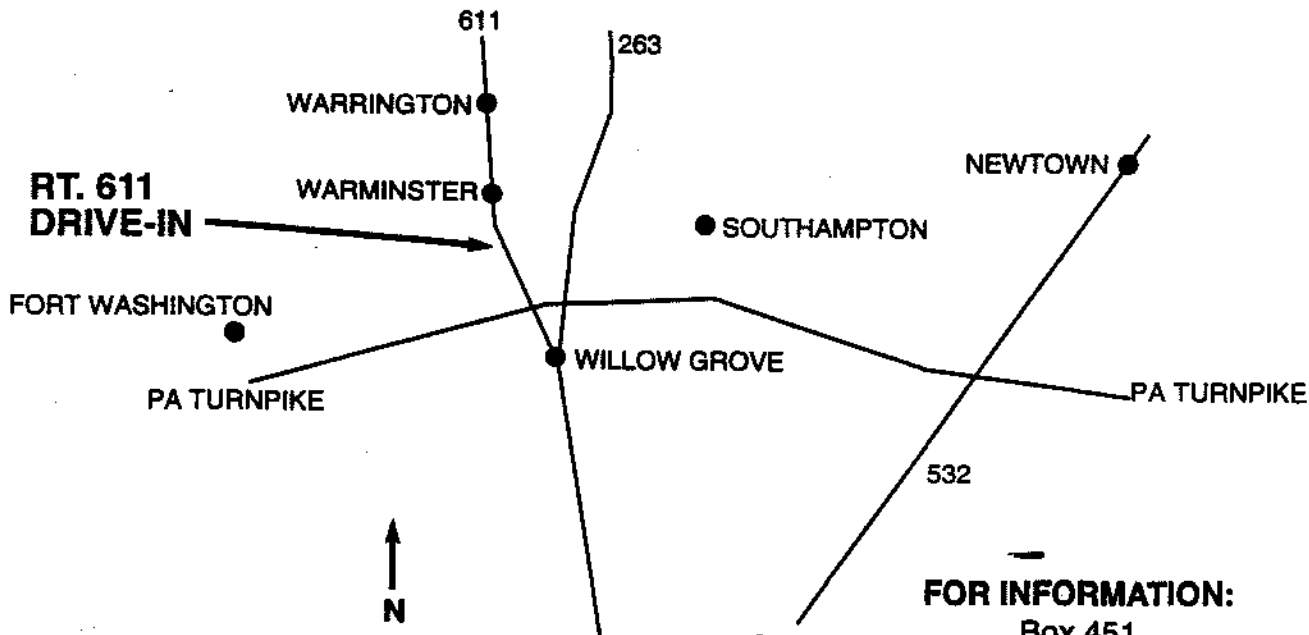 611
263
WARRINGTON
NEWTOWN
RT. 611
DRIVE-IN
WARMINSTER
SOUTHAMPTON
FORT WASHINGTON
WILLOW GROVE
PA TURNPIKE
PA TURNPIKE
532
N
FOR INFORMATION:
Box 451